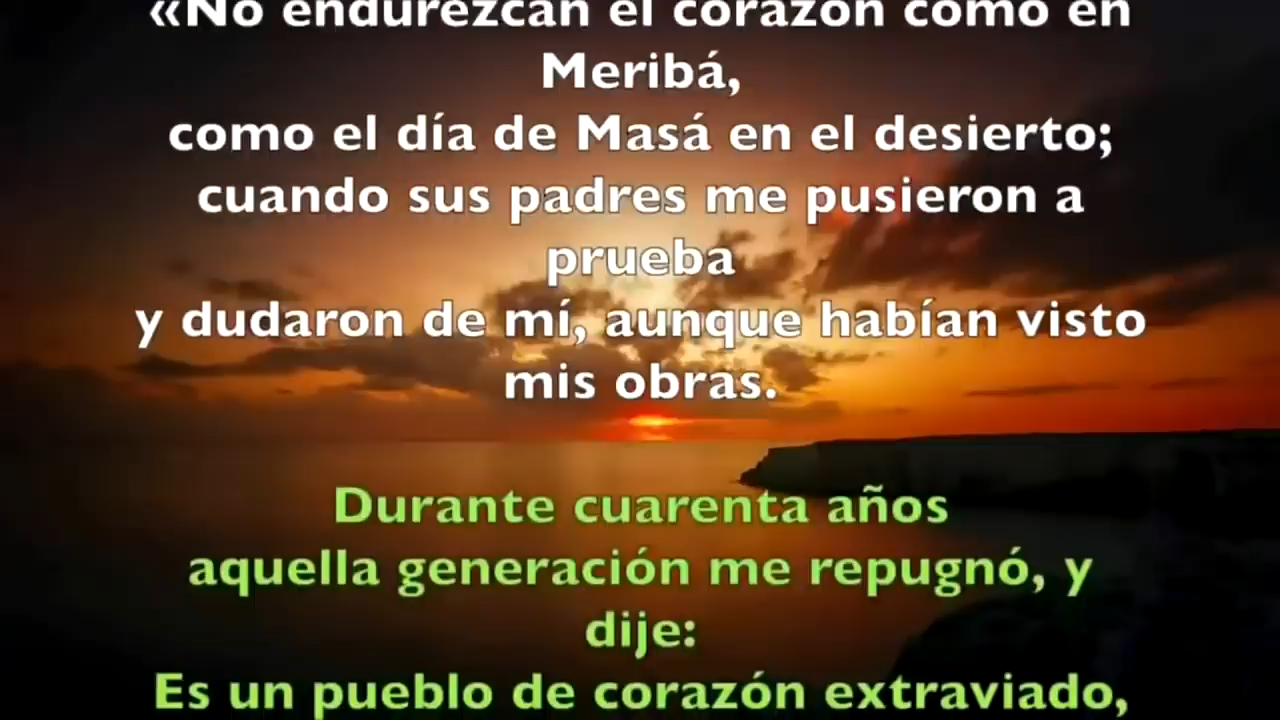 «No endurezcan el corazón como en
Meribá,
como el día de Masá en el desierto;
cuando sus padres me pusieron a
prueba
y dudaron de mí, aunque habían visto
mis obras.
Durante cuarenta años
aquella generación me repugnó, y
dije:
Es un pueblo de corazón extraviado,